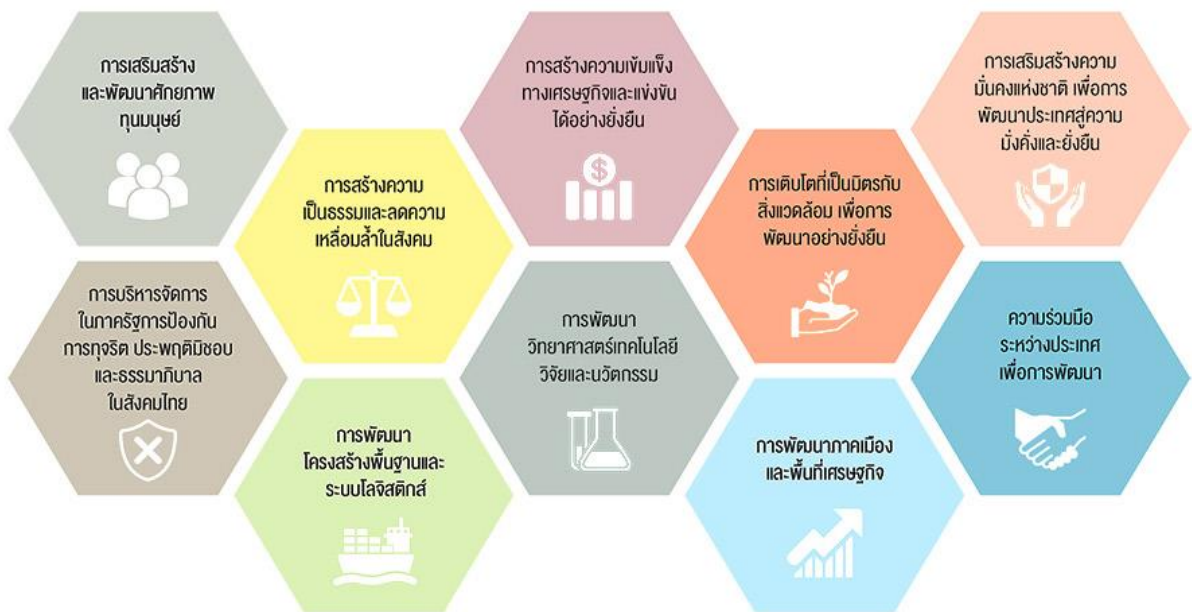 การเสริมสร้าง
และพัฒนาศักยภาพ
ทุนมนุษย์
การสร้างความ
เป็นธรรมและลดความ
เหลื่อมล้ำในสังคม
การสร้างความเข้มแข็ง
ทางเศรษฐกิจและแข่งขัน
ได้อย่างยั่งยืน
$
การเติบโตที่เป็นมิตรกับ
สิ่งแวดล้อม เพื่อการ
พัฒนาอย่างยั่งยืน
การเสริมสร้างความ
มั่นคงแห่งชาติ เพื่อการ
พัฒนาประเทศสู่ความ
มั่งคั่งและยั่งยืน
การบริหารจัดการ
ในภาครัฐการป้องกัน
การทุจริต ประพฤติมิชอบ
และธรรมาภิบาล
ในสังคมไทย
การพัฒนา
โครงสร้างพื้นฐานและ
ระบบโลจิสติกส์
การพัฒนา
วิทยาศาสตร์เทคโนโลยี
วิจัยและนวัตกรรม
การพัฒนาภาคเมือง
และพื้นที่เศรษฐกิจ
ความร่วมมือ
ระหว่างประเทศ
เพื่อการพัฒนา